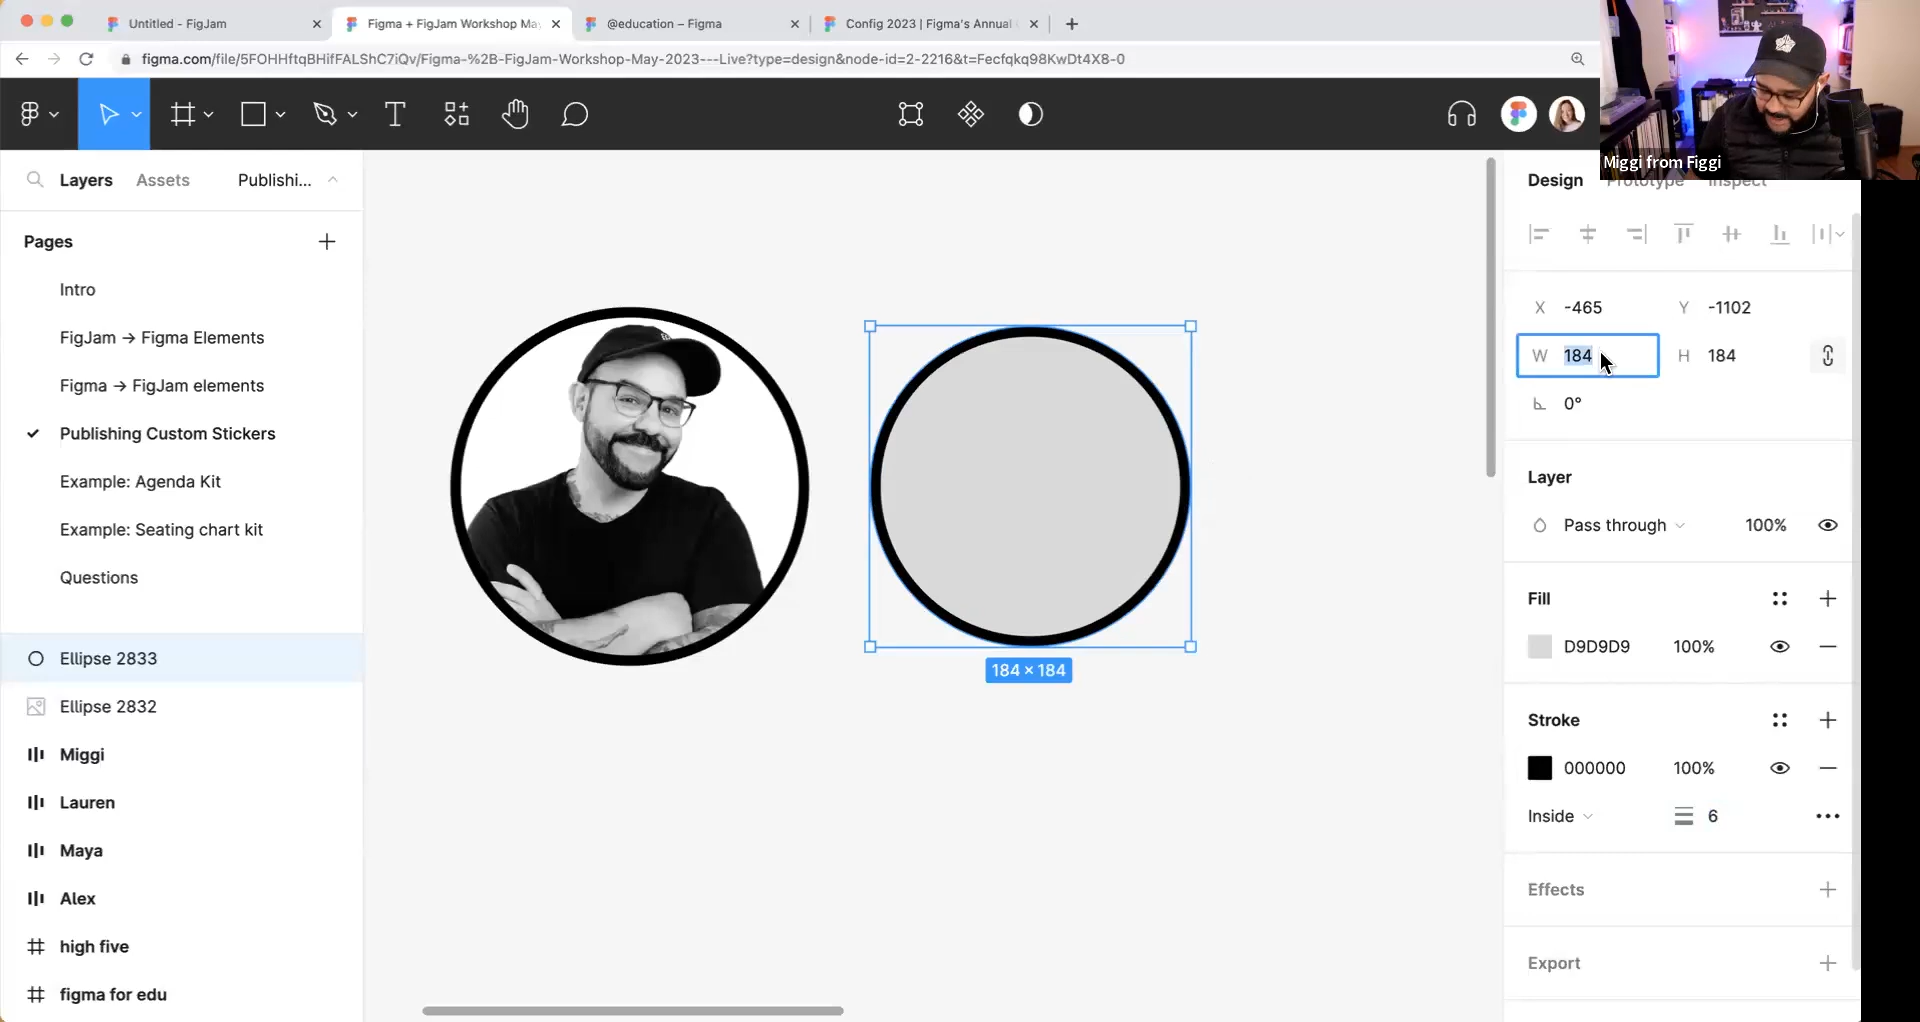 Untitled - FigJam
Figma + FigJam Workshop Ma
@education – Figma
Config 2023 | Figma's Annual
figma.com/file/5FOHHftqBHifFALShC7iQv/Figma-%2B-FigJam-Workshop-May-2023---Live?type=design&node-id=2-2216&t=Fecfqkq98KwDt4X8-0
Miggi from Figgi
Layers
Assets
Publishi...
Design
Prototype
Inspect
Pages
Intro
FigJam → Figma Elements
Figma → FigJam elements
Publishing Custom Stickers
Example: Agenda Kit
Example: Seating chart kit
Questions
Ellipse 2833
Ellipse 2832
Miggi
Lauren
Maya
Alex
high five
figma for edu
184 × 184
X -465
Y -1102
W 184
H 184
0°
Layer
Pass through
100%
Fill
D9D9D9
100%
Stroke
000000
100%
Inside
6
Effects
Export